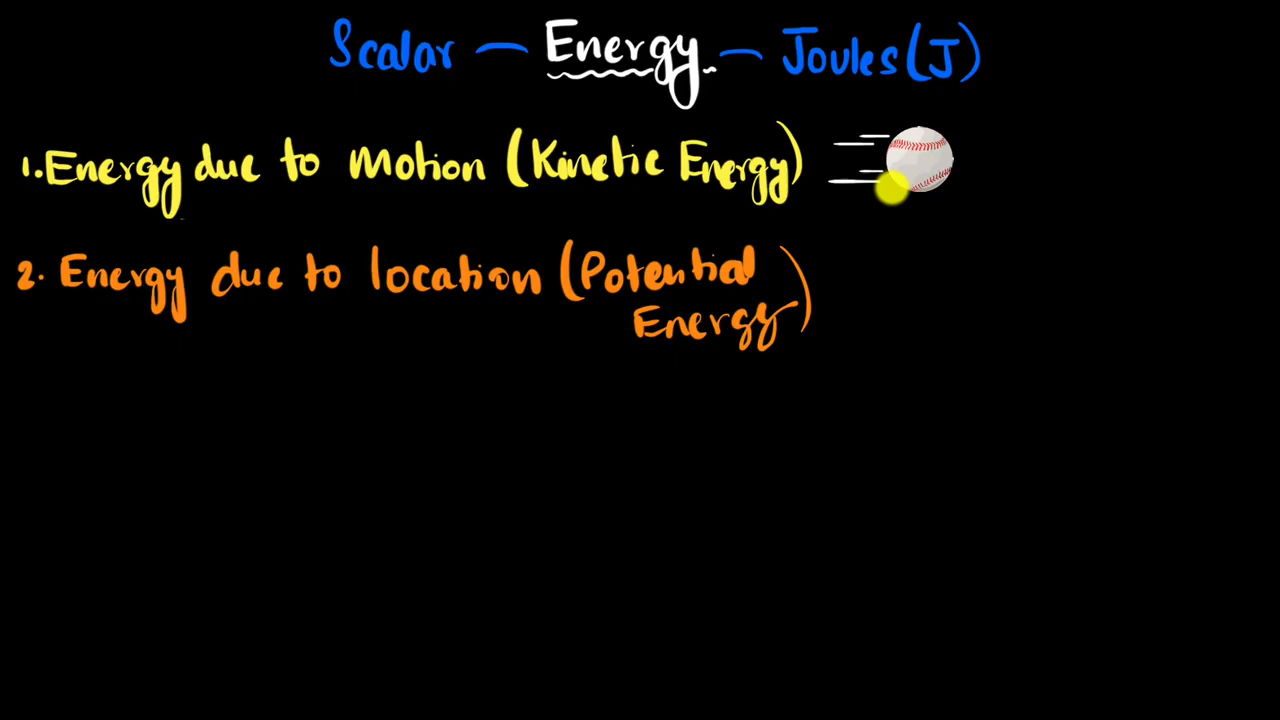 Scalar — Energy — Joules (J)
1. Energy due to Motion (Kinetic Energy)
2. Energy due to location (Potential
Energy)